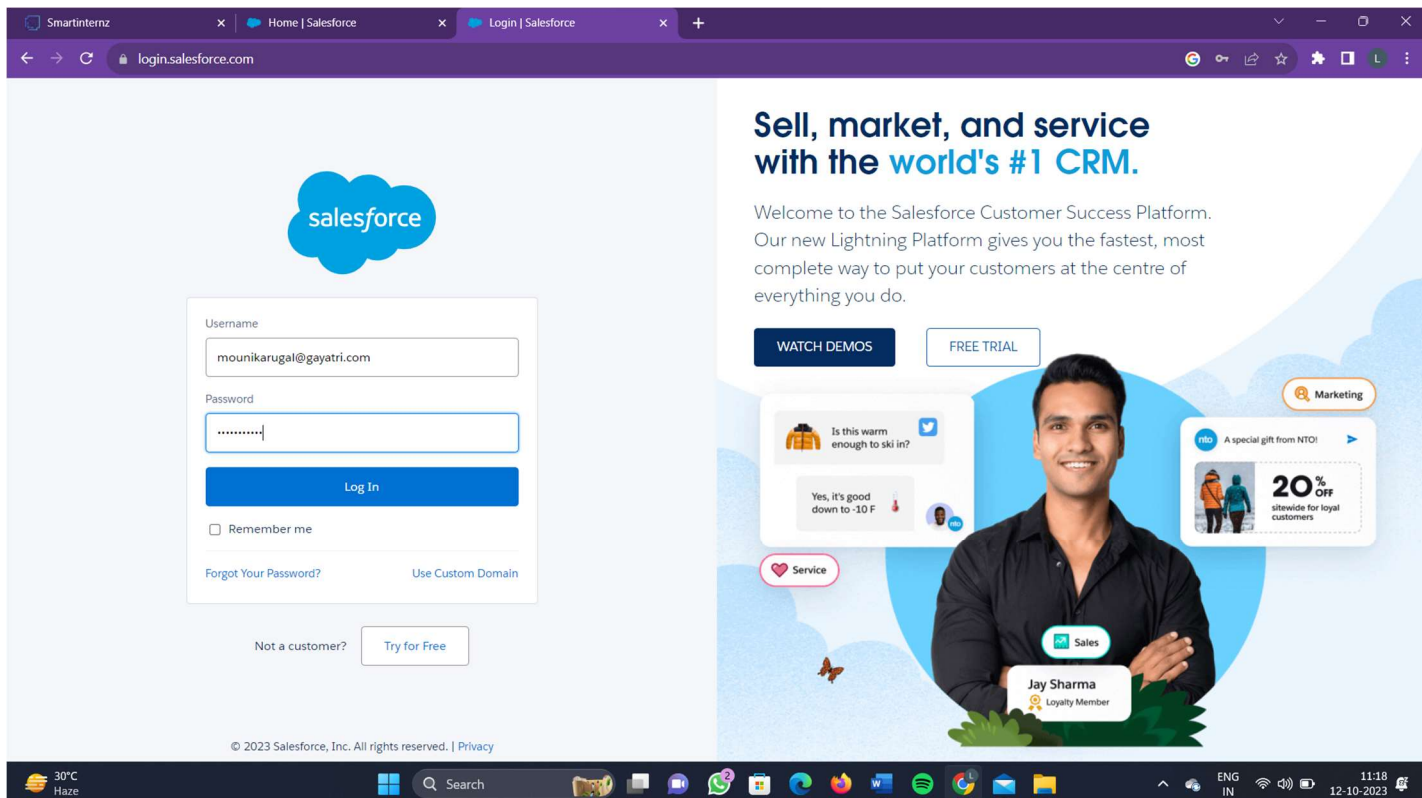 Smartinternz
Home | Salesforce
Login | Salesforce
login.salesforce.com
L
salesforce
Username
mounikarugal@gayatri.com
Password
Log In
Remember me
Forgot Your Password?
Use Custom Domain
Not a customer?
Try for Free
© 2023 Salesforce, Inc. All rights reserved. | Privacy
Sell, market, and service
with the world's #1 CRM.
Welcome to the Salesforce Customer Success Platform.
Our new Lightning Platform gives you the fastest, most
complete way to put your customers at the centre of
everything you do.
WATCH DEMOS
FREE TRIAL
Is this warm
enough to ski in?
Yes, it's good
down to -10 F
nto
Service
Marketing
nto
A special gift from NTO!
20% OFF
sitewide for loyal
customers
Sales
Jay Sharma
Loyalty Member
30°C
Haze
Search
2
ENG
IN
11:18
12-10-2023